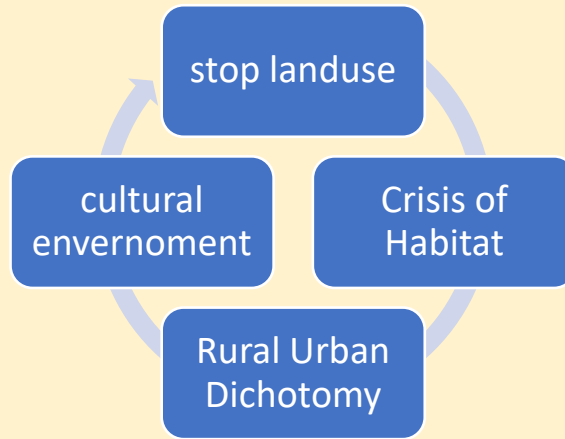 stop landuse
Crisis of
Habitat
Rural Urban
Dichotomy
cultural
envernoment